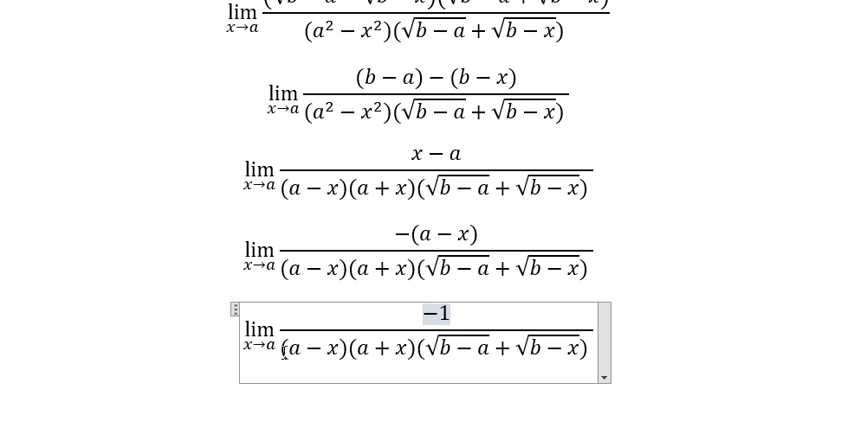 lim x→a (√b − a − √b − x)(√b − a + √b − x) / (a² − x²)(√b − a + √b − x)
lim x→a (b − a) − (b − x) / (a² − x²)(√b − a + √b − x)
lim x→a x − a / (a − x)(a + x)(√b − a + √b − x)
lim x→a −(a − x) / (a − x)(a + x)(√b − a + √b − x)
lim x→a −1 / (a − x)(a + x)(√b − a + √b − x)